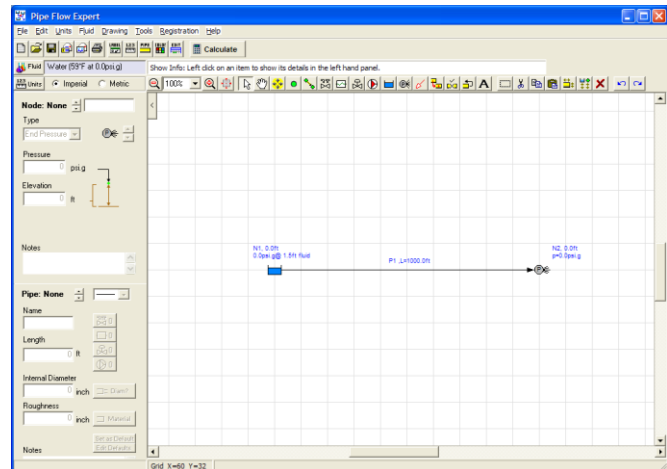 Pipe Flow Expert
File Edit Units Fluid Drawing Tools Registration Help
Calculate
Fluid Water (59°F at 0.0psi.g) Show Info: Left click on an item to show its details in the left hand panel.
Units Imperial Metric 100% A
Node: None
Type
End Pressure
Pressure
0 psi.g
Elevation
0 ft
Notes
N1, 0.0ft
0.0psi.g@ 1.5ft fluid
P1 ,L=1000.0ft
N2, 0.0ft
p=0.0psi.g
Pipe: None
Name
Length
0 ft
Internal Diameter
0 inch Diam?
Roughness
0 inch Material
Set as Default
Notes Edit Defaults
Grid X=60 Y=32